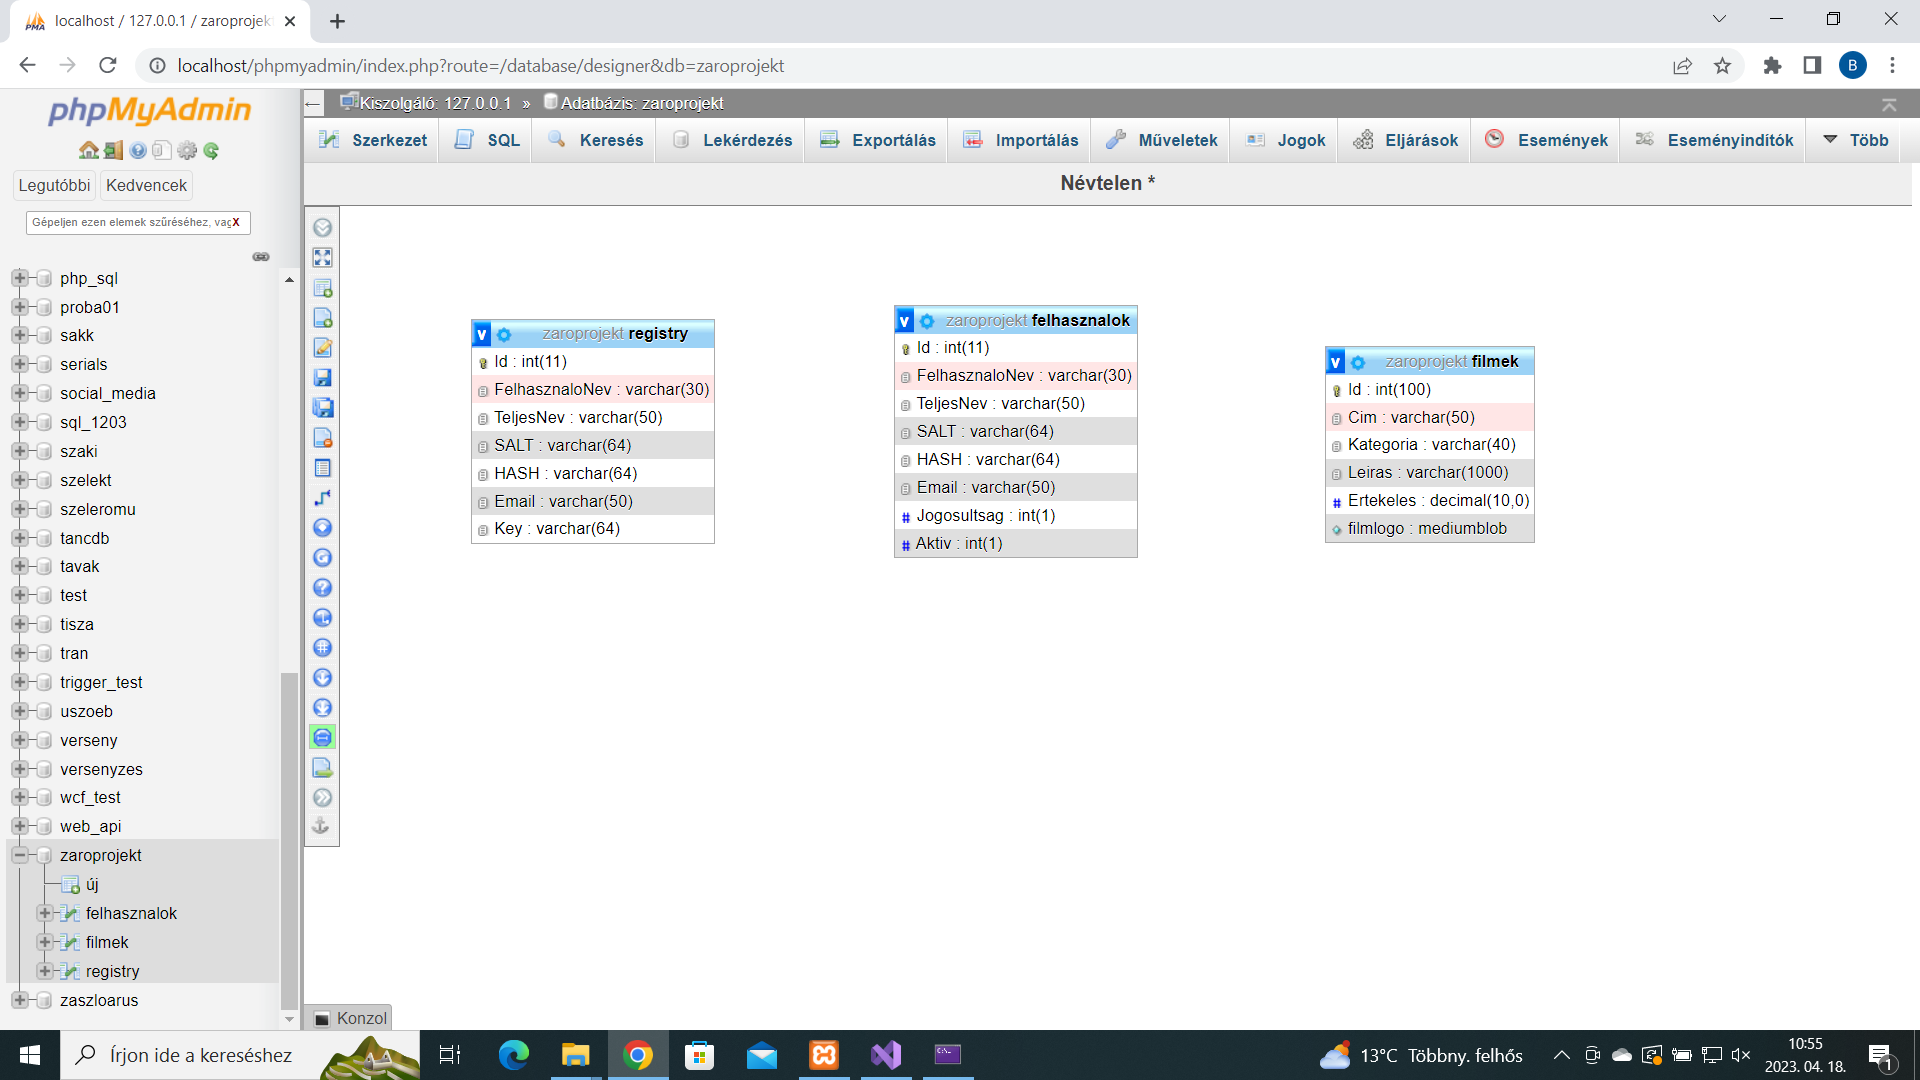 localhost / 127.0.0.1 / zaroprojek
localhost/phpmyadmin/index.php?route=/database/designer&db=zaroprojekt
B
phpMyAdmin
Legutóbbi
Kedvencek
Gépeljen ezen elemek szűréséhez, vag
X
php_sql
proba01
sakk
serials
social_media
sql_1203
szaki
szelekt
szeleromu
tancdb
tavak
test
tisza
tran
trigger_test
uszoeb
verseny
versenyzes
wcf_test
web_api
zaroprojekt
új
felhasznalok
filmek
registry
zaszloarus
Kiszolgáló: 127.0.0.1 » Adatbázis: zaroprojekt
Szerkezet
SQL
Keresés
Lekérdezés
Exportálás
Importálás
Műveletek
Jogok
Eljárások
Események
Eseményindítók
Több
Névtelen *
v zaroprojekt registry
Id : int(11)
FelhasznaloNev : varchar(30)
TeljesNev : varchar(50)
SALT : varchar(64)
HASH : varchar(64)
Email : varchar(50)
Key : varchar(64)
v zaroprojekt felhasznalok
Id : int(11)
FelhasznaloNev : varchar(30)
TeljesNev : varchar(50)
SALT : varchar(64)
HASH : varchar(64)
Email : varchar(50)
# Jogosultsag : int(1)
# Aktiv : int(1)
v zaroprojekt filmek
Id : int(100)
Cim : varchar(50)
Kategoria : varchar(40)
Leiras : varchar(1000)
# Ertekeles : decimal(10,0)
filmlogo : mediumblob
Konzol
Írjon ide a kereséshez
13°C Többny. felhős
10:55
2023. 04. 18.
1